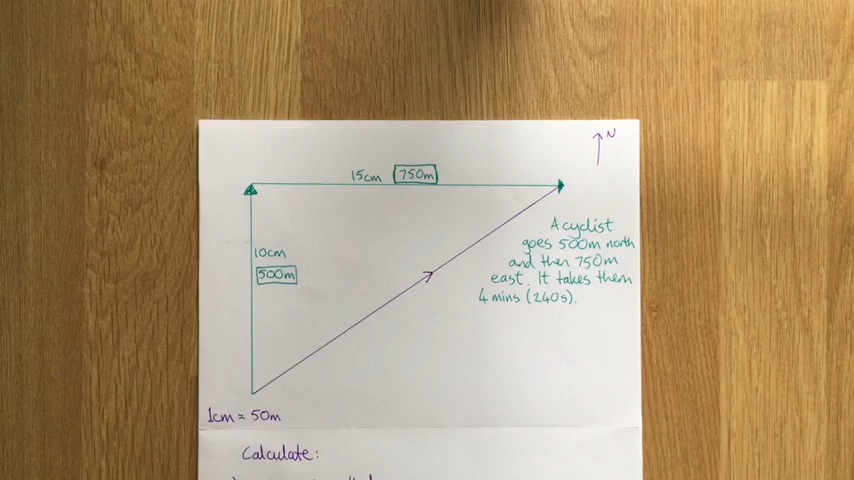 N
15cm 750m
10cm
500m
A cyclist
goes 500m north
and then 750m
east. It takes them
4 mins (240s).
1cm = 50m
Calculate: